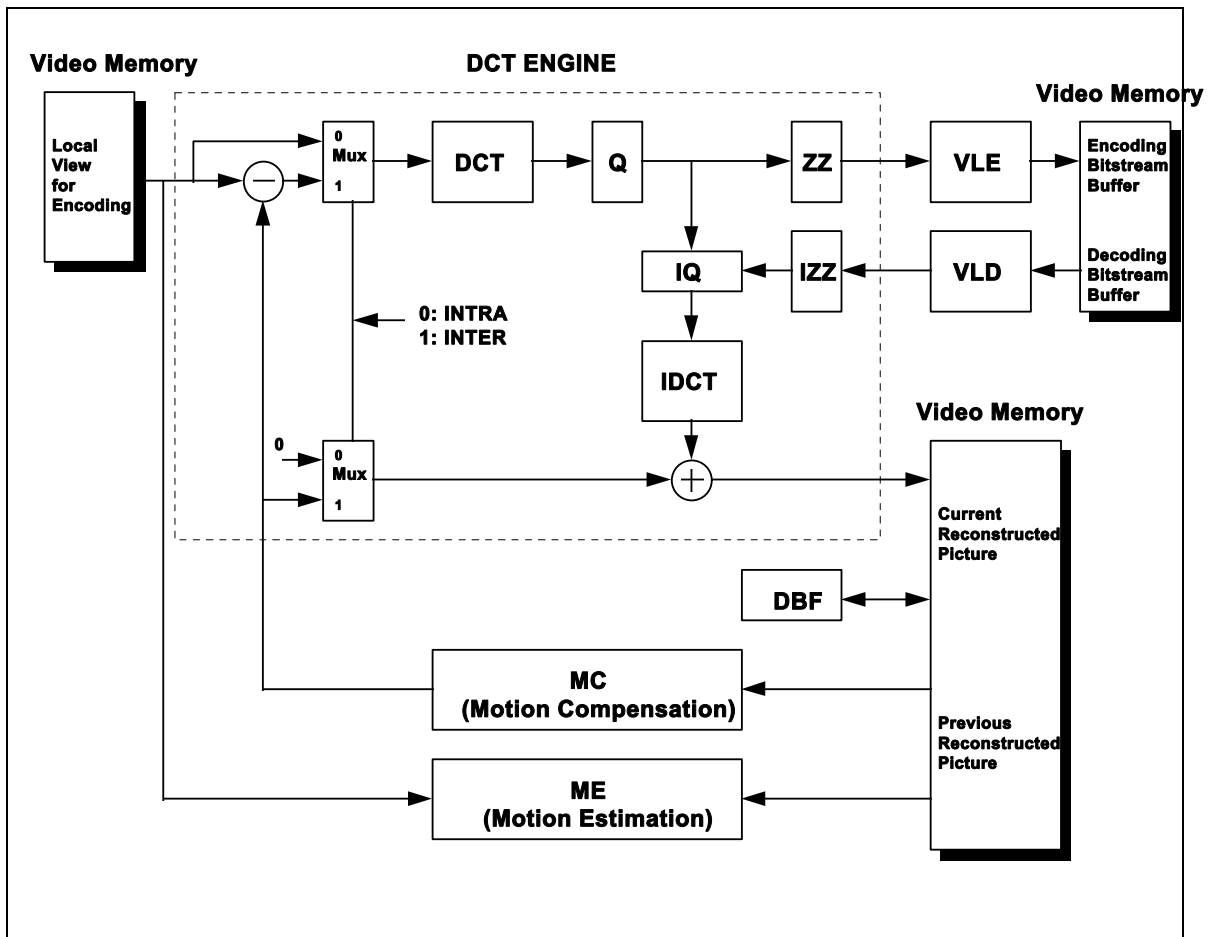 Video Memory
DCT ENGINE
Video Memory
Local
View
for
Encoding
0
Mux
1
DCT
Q
ZZ
VLE
Encoding
Bitstream
Buffer
−
IQ
IZZ
VLD
Decoding
Bitstream
Buffer
0: INTRA
1: INTER
IDCT
Video Memory
0
0
Mux
1
+
Current
Reconstructed
Picture
DBF
MC
(Motion Compensation)
Previous
Reconstructed
Picture
ME
(Motion Estimation)